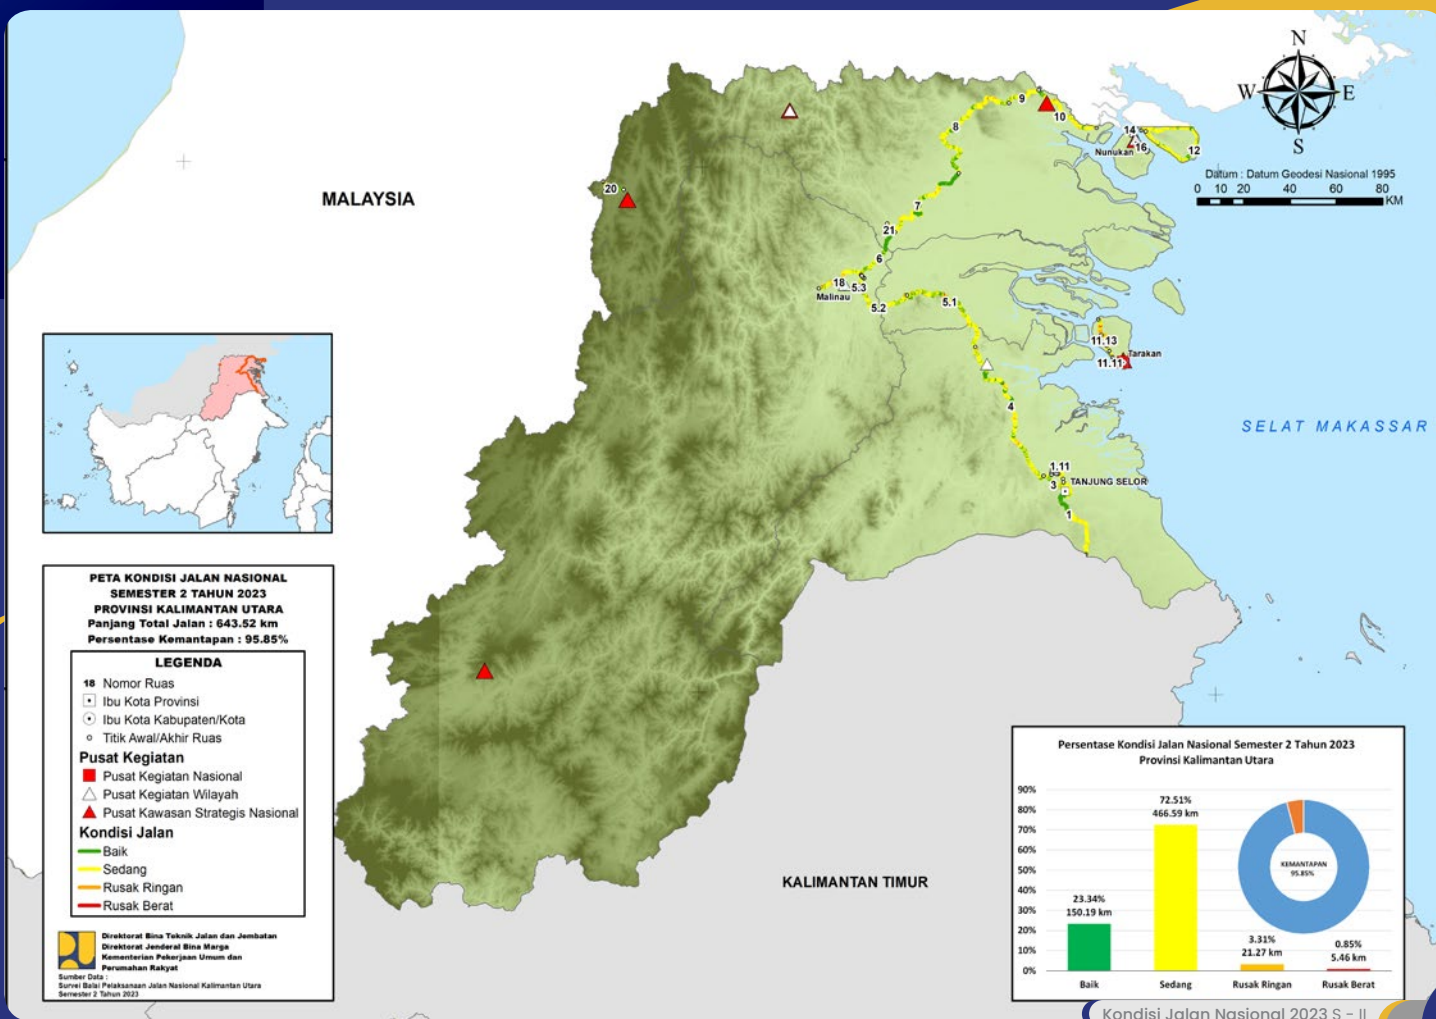 N
W
E
S
Datum : Datum Geodesi Nasional 1995
0 10 20 40 60 80
KM
MALAYSIA
20
9
10
8
14
Nunukan
16
12
7
21
6
18
5.3
Malinau
5.2
5.1
11.13
Tarakan
11.11
4
SELAT MAKASSAR
1.11
3
TANJUNG SELOR
1
KALIMANTAN TIMUR
PETA KONDISI JALAN NASIONAL
SEMESTER 2 TAHUN 2023
PROVINSI KALIMANTAN UTARA
Panjang Total Jalan : 643.52 km
Persentase Kemantapan : 95.85%
LEGENDA
18 Nomor Ruas
Ibu Kota Provinsi
Ibu Kota Kabupaten/Kota
Titik Awal/Akhir Ruas
Pusat Kegiatan
Pusat Kegiatan Nasional
Pusat Kegiatan Wilayah
Pusat Kawasan Strategis Nasional
Kondisi Jalan
Baik
Sedang
Rusak Ringan
Rusak Berat
Direktorat Bina Teknik Jalan dan Jembatan
Direktorat Jenderal Bina Marga
Kementerian Pekerjaan Umum dan
Perumahan Rakyat
Sumber Data :
Survei Balai Pelaksanaan Jalan Nasional Kalimantan Utara
Semester 2 Tahun 2023
Persentase Kondisi Jalan Nasional Semester 2 Tahun 2023
Provinsi Kalimantan Utara
90%
80%
70%
60%
50%
40%
30%
20%
10%
0%
23.34%
150.19 km
72.51%
466.59 km
3.31%
21.27 km
0.85%
5.46 km
KEMANTAPAN
95.85%
Baik
Sedang
Rusak Ringan
Rusak Berat
Kondisi Jalan Nasional 2023 S - II